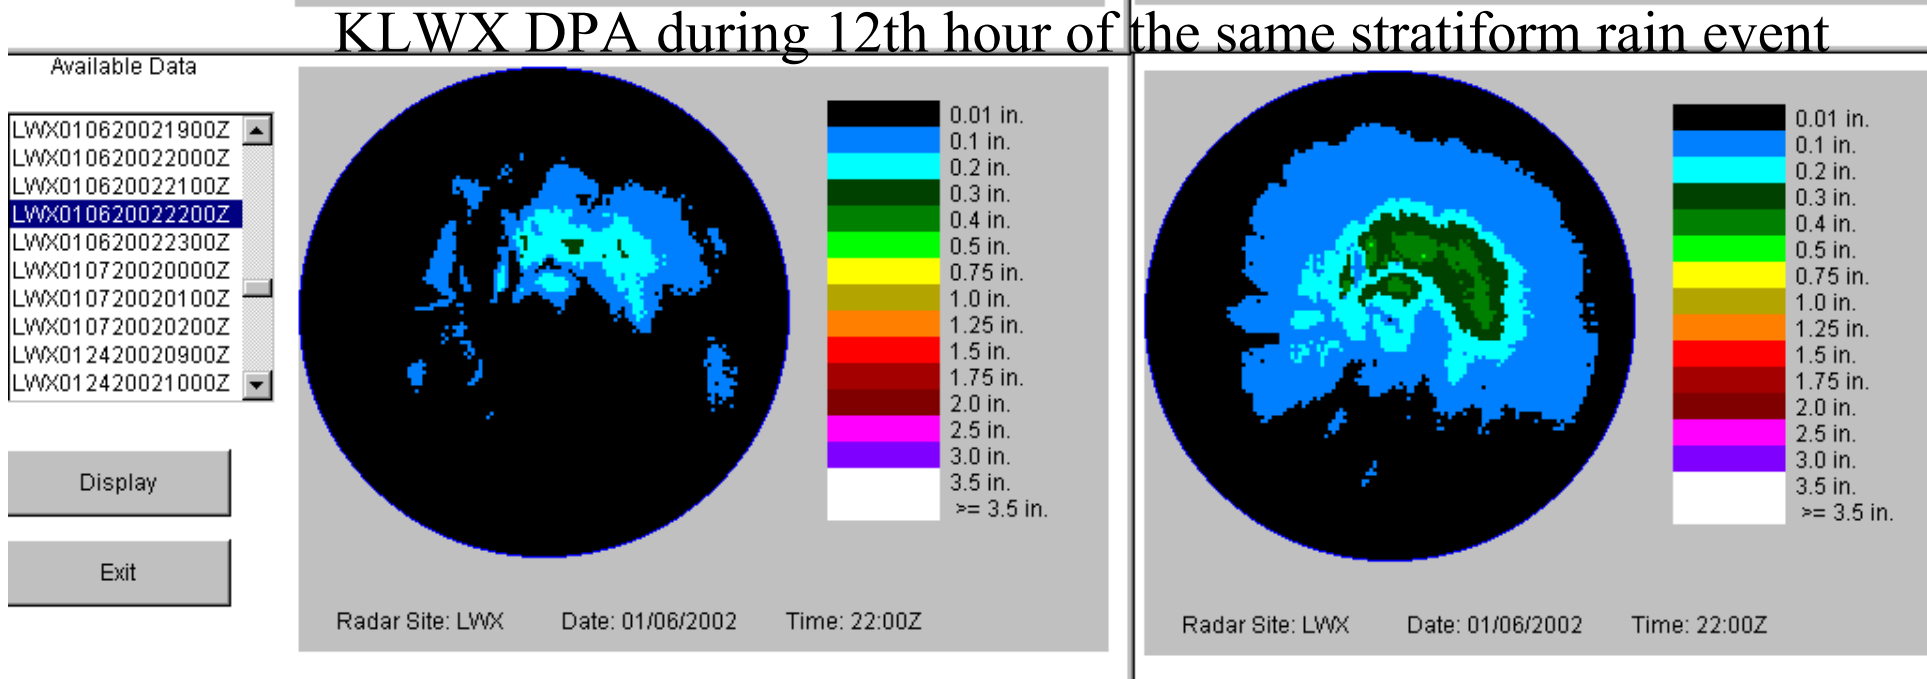 KLWX DPA during 12th hour of the same stratiform rain event
Available Data
LWX010620021900Z
LWX010620022000Z
LWX010620022100Z
LWX010620022200Z
LWX010620022300Z
LWX010720020000Z
LWX010720020100Z
LWX010720020200Z
LWX012420020900Z
LWX012420021000Z
Display
Exit
0.01 in.
0.1 in.
0.2 in.
0.3 in.
0.4 in.
0.5 in.
0.75 in.
1.0 in.
1.25 in.
1.5 in.
1.75 in.
2.0 in.
2.5 in.
3.0 in.
3.5 in.
>= 3.5 in.
Radar Site: LWX Date: 01/06/2002 Time: 22:00Z
0.01 in.
0.1 in.
0.2 in.
0.3 in.
0.4 in.
0.5 in.
0.75 in.
1.0 in.
1.25 in.
1.5 in.
1.75 in.
2.0 in.
2.5 in.
3.0 in.
3.5 in.
>= 3.5 in.
Radar Site: LWX Date: 01/06/2002 Time: 22:00Z